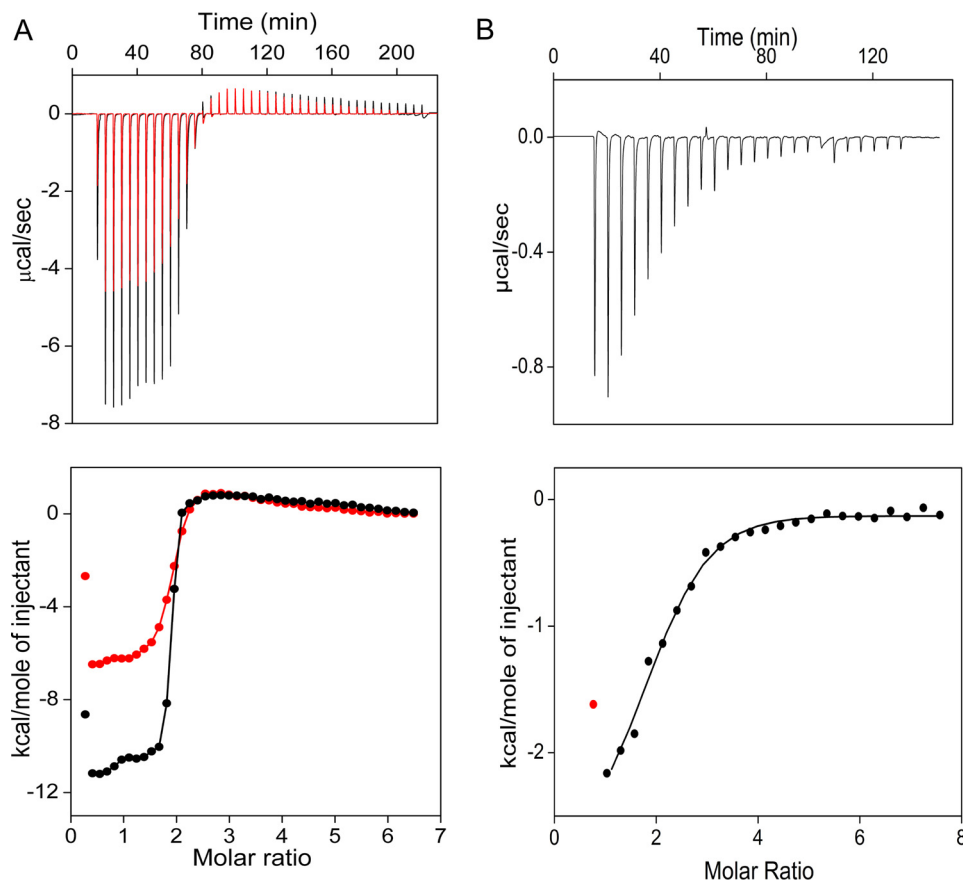 A
Time (min)
0 40 80 120 160 200
0
-2
-4
-6
-8
μcal/sec
0
-4
-8
-12
kcal/mole of injectant
0 1 2 3 4 5 6 7
Molar ratio
B
Time (min)
0 40 80 120
0.0
-0.4
-0.8
μcal/sec
0
-1
-2
kcal/mole of injectant
0 2 4 6 8
Molar Ratio